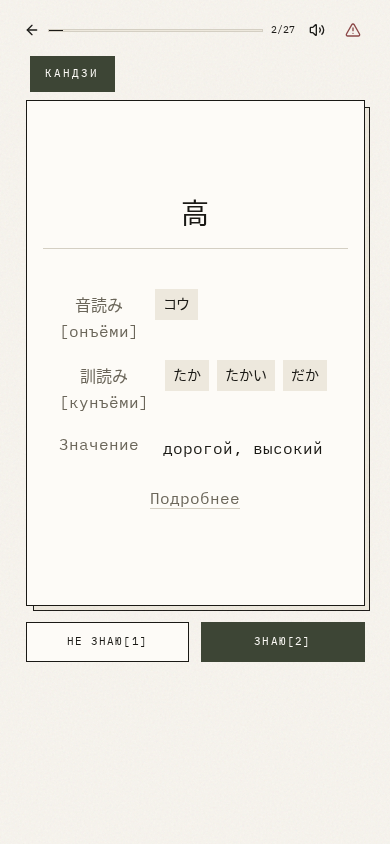 2/27
КАНДЗИ
高
音読み コウ
[онъёми]
訓読み たか たかい だか
[кунъёми]
Значение дорогой, высокий
Подробнее
НЕ ЗНАЮ[1] ЗНАЮ[2]